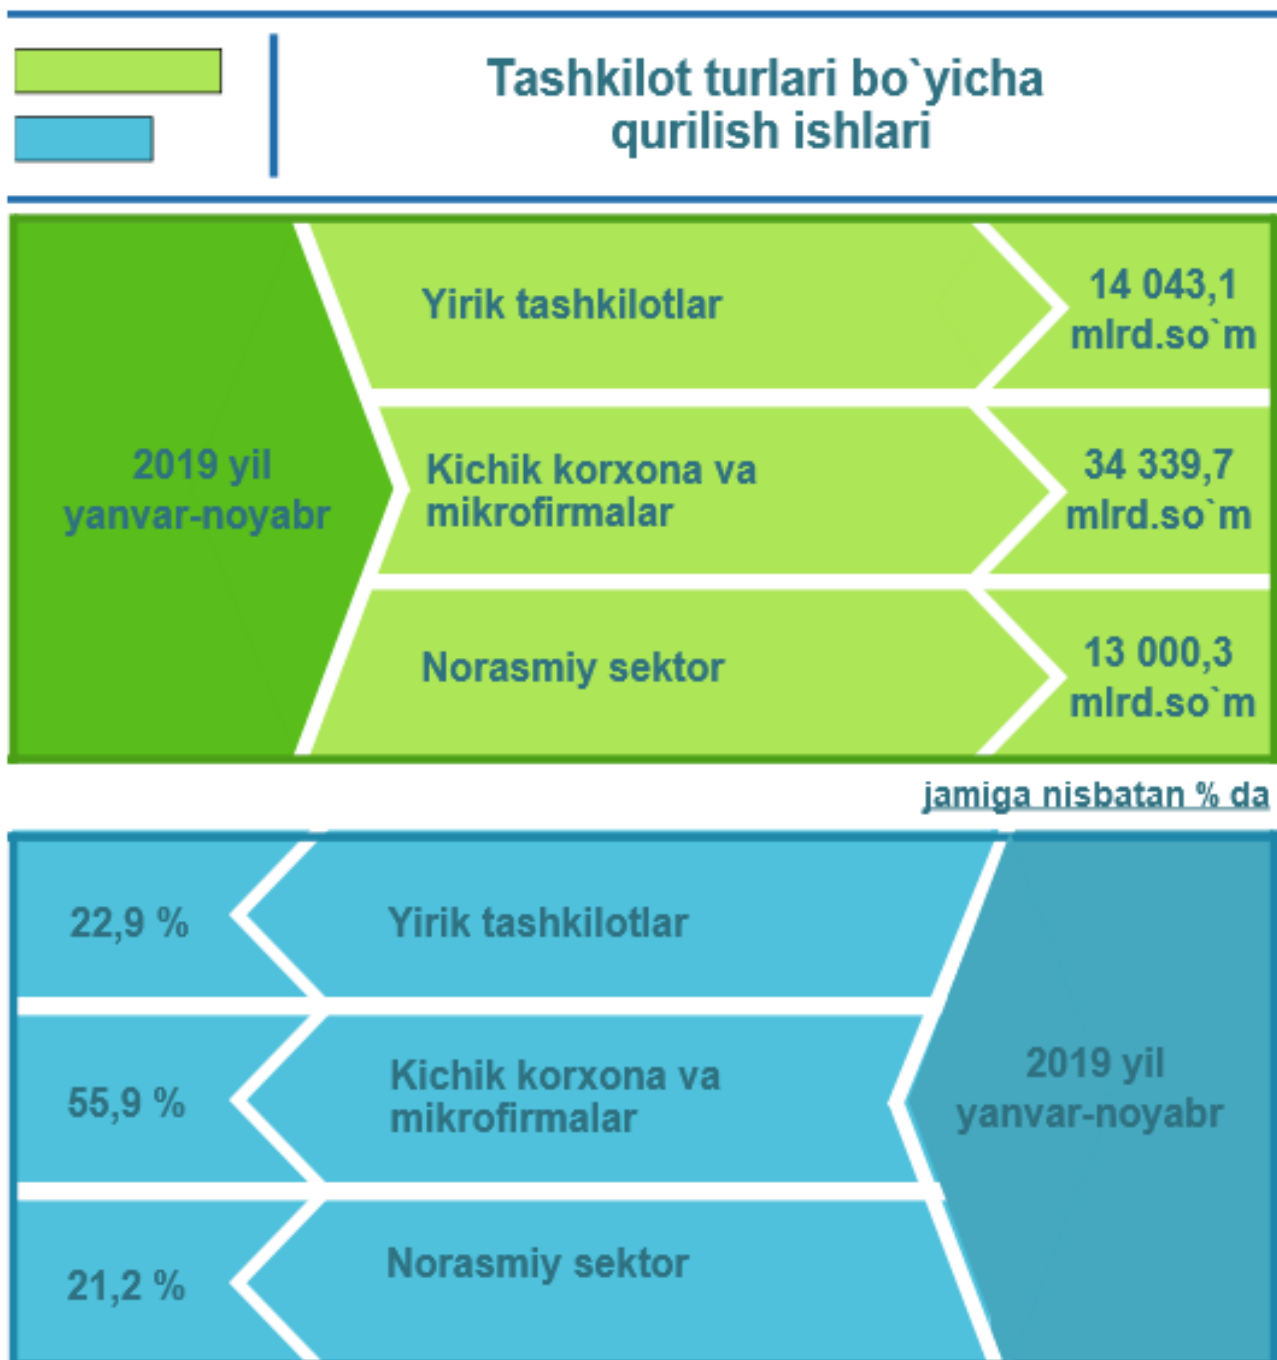 Tashkilot turlari bo`yicha
qurilish ishlari
2019 yil
yanvar-noyabr
Yirik tashkilotlar
14 043,1
mlrd.so`m
Kichik korxona va
mikrofirmalar
34 339,7
mlrd.so`m
Norasmiy sektor
13 000,3
mlrd.so`m
jamiga nisbatan % da
22,9 %
Yirik tashkilotlar
55,9 %
Kichik korxona va
mikrofirmalar
21,2 %
Norasmiy sektor
2019 yil
yanvar-noyabr